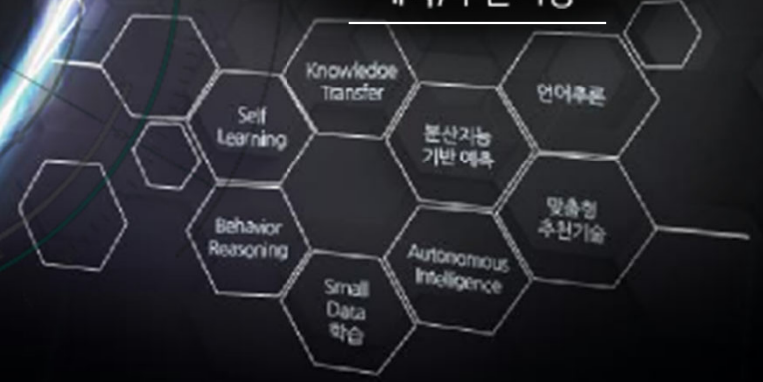 Knowledge
Transfer
Self
Learning
언어추론
분산지능
기반 예측
맞춤형
추천기술
Behavior
Reasoning
Autonomous
Intelligence
Small
Data
학습